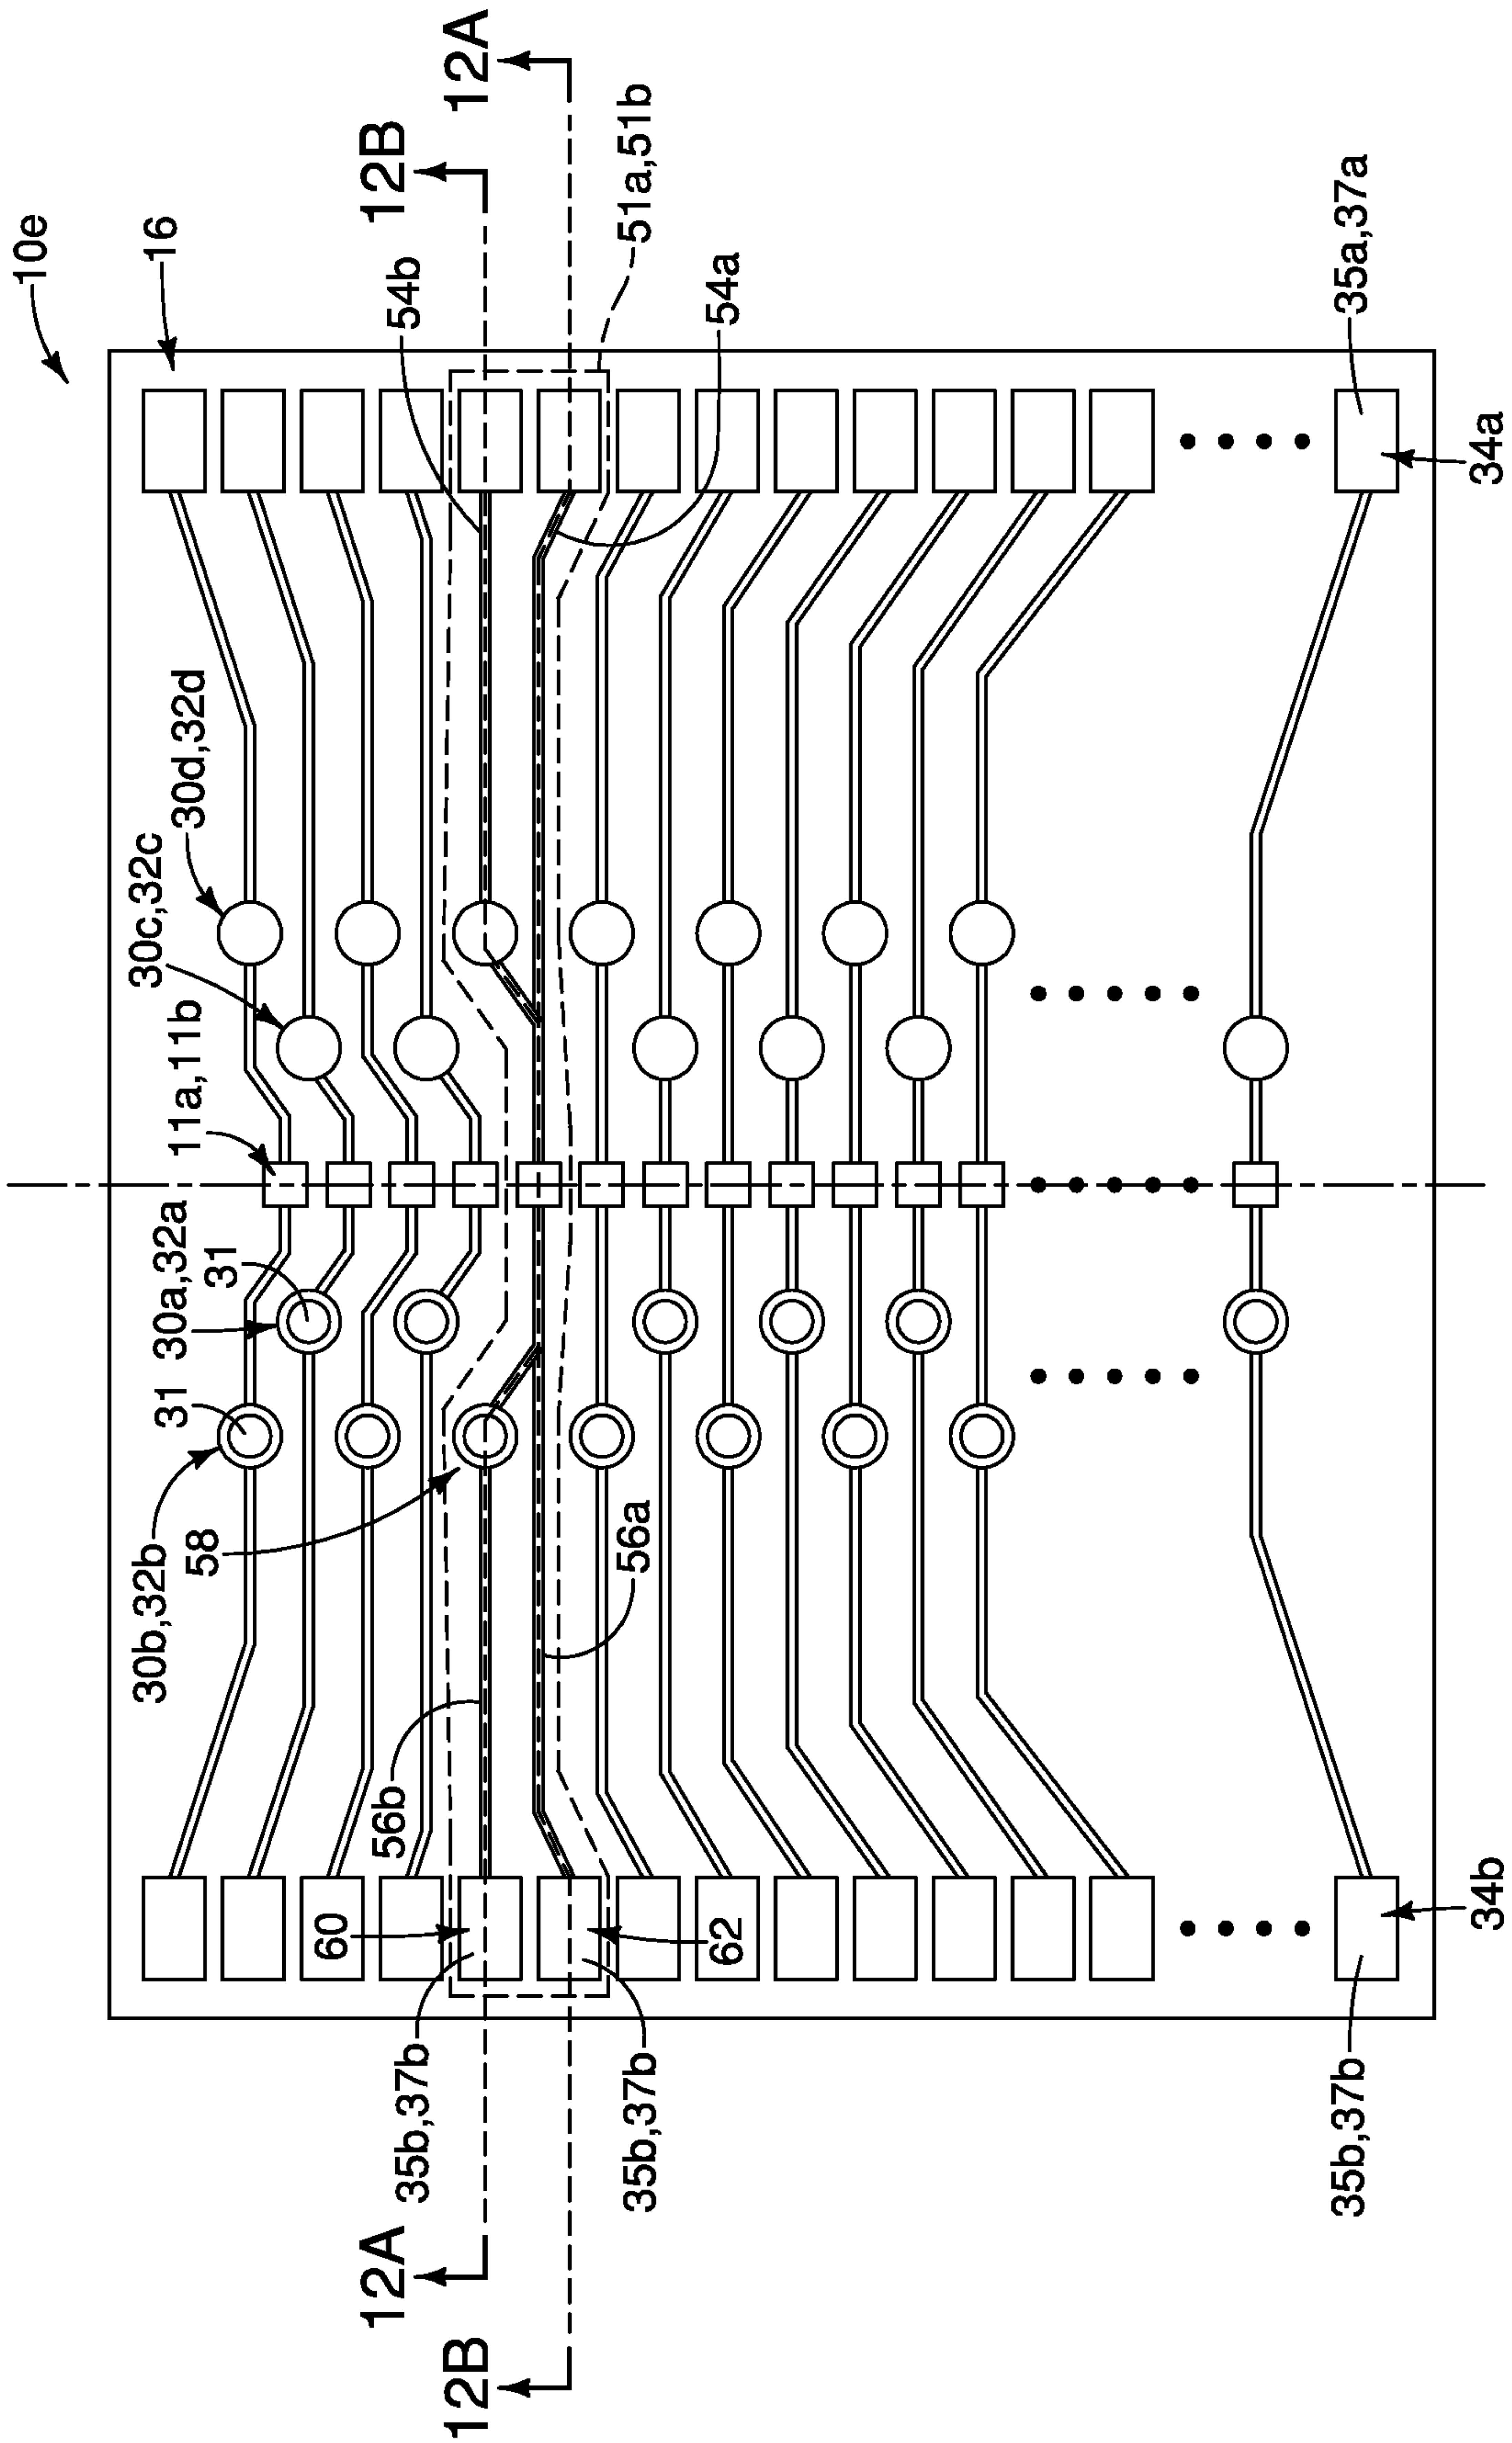 10e
16
12B
12A
54b
51a,51b
54a
35a,37a
34a
30d,32d
30c,32c
11a,11b
30a,32a
31
31
30b,32b
58
56a
56b
60
62
35b,37b
35b,37b
35b,37b
34b
12A
12B